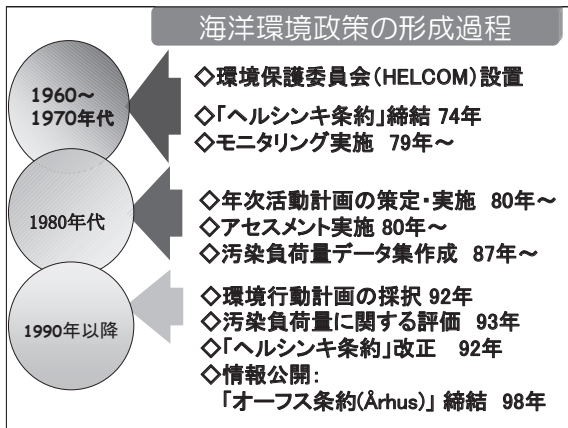 海洋環境政策の形成過程
1960～
1970年代
◇環境保護委員会（HELCOM）設置
◇「ヘルシンキ条約」締結 74年
◇モニタリング実施 79年～
1980年代
◇年次活動計画の策定・実施 80年～
◇アセスメント実施 80年～
◇汚染負荷量データ集作成 87年～
1990年以降
◇環境行動計画の採択 92年
◇汚染負荷量に関する評価 93年
◇「ヘルシンキ条約」改正 92年
◇情報公開：
「オーフス条約(Århus)」 締結 98年